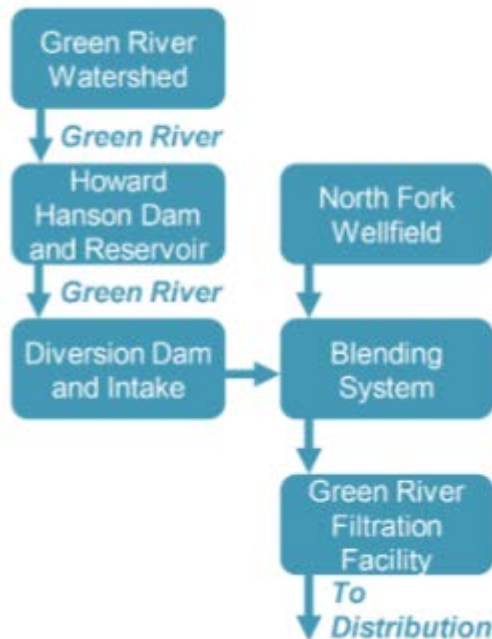 Green River
Watershed
Green River
Howard
Hanson Dam
and Reservoir
North Fork
Wellfield
Green River
Diversion Dam
and Intake
Blending
System
Green River
Filtration
Facility
To
Distribution